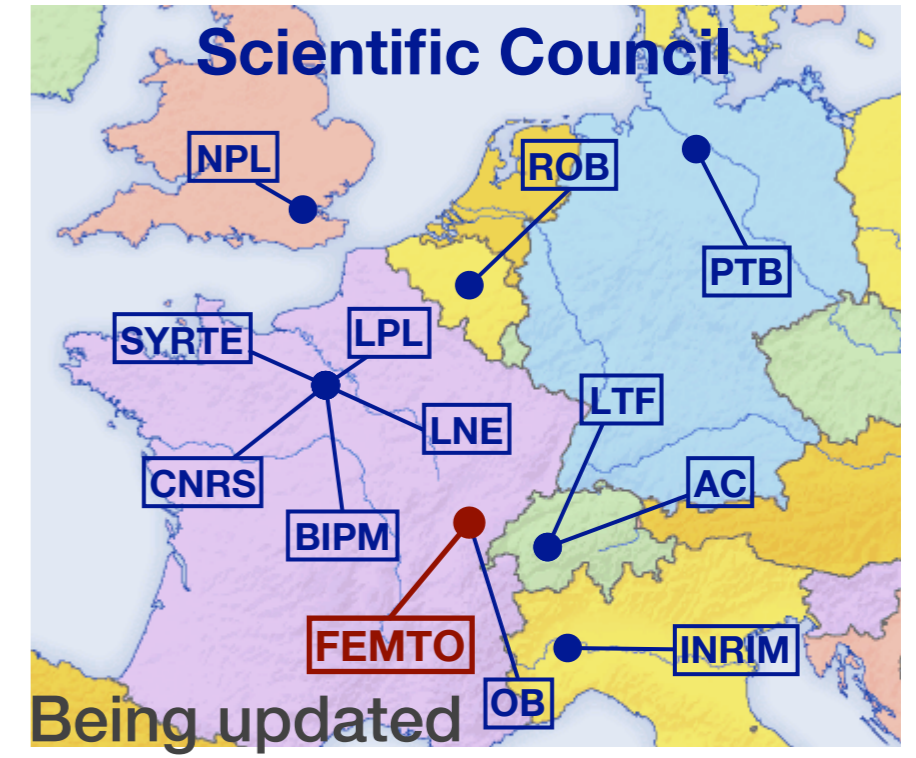 Scientific Council
NPL
ROB
PTB
SYRTE
LPL
LTF
LNE
CNRS
AC
BIPM
FEMTO
INRIM
OB
Being updated